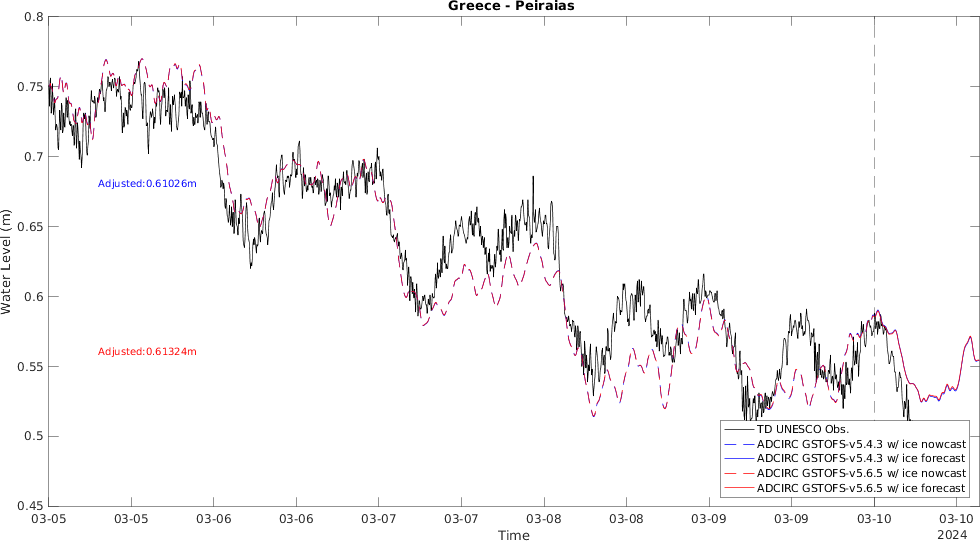 Greece - Peiraias
0.8
0.75
0.7
0.65
0.6
0.55
0.5
0.45
Water Level (m)
Adjusted:0.61026m
Adjusted:0.61324m
TD UNESCO Obs.
ADCIRC GSTOFS-v5.4.3 w/ ice nowcast
ADCIRC GSTOFS-v5.4.3 w/ ice forecast
ADCIRC GSTOFS-v5.6.5 w/ ice nowcast
ADCIRC GSTOFS-v5.6.5 w/ ice forecast
03-05 03-05 03-06 03-06 03-07 03-07 03-08 03-08 03-09 03-09 03-10 03-10
Time
2024